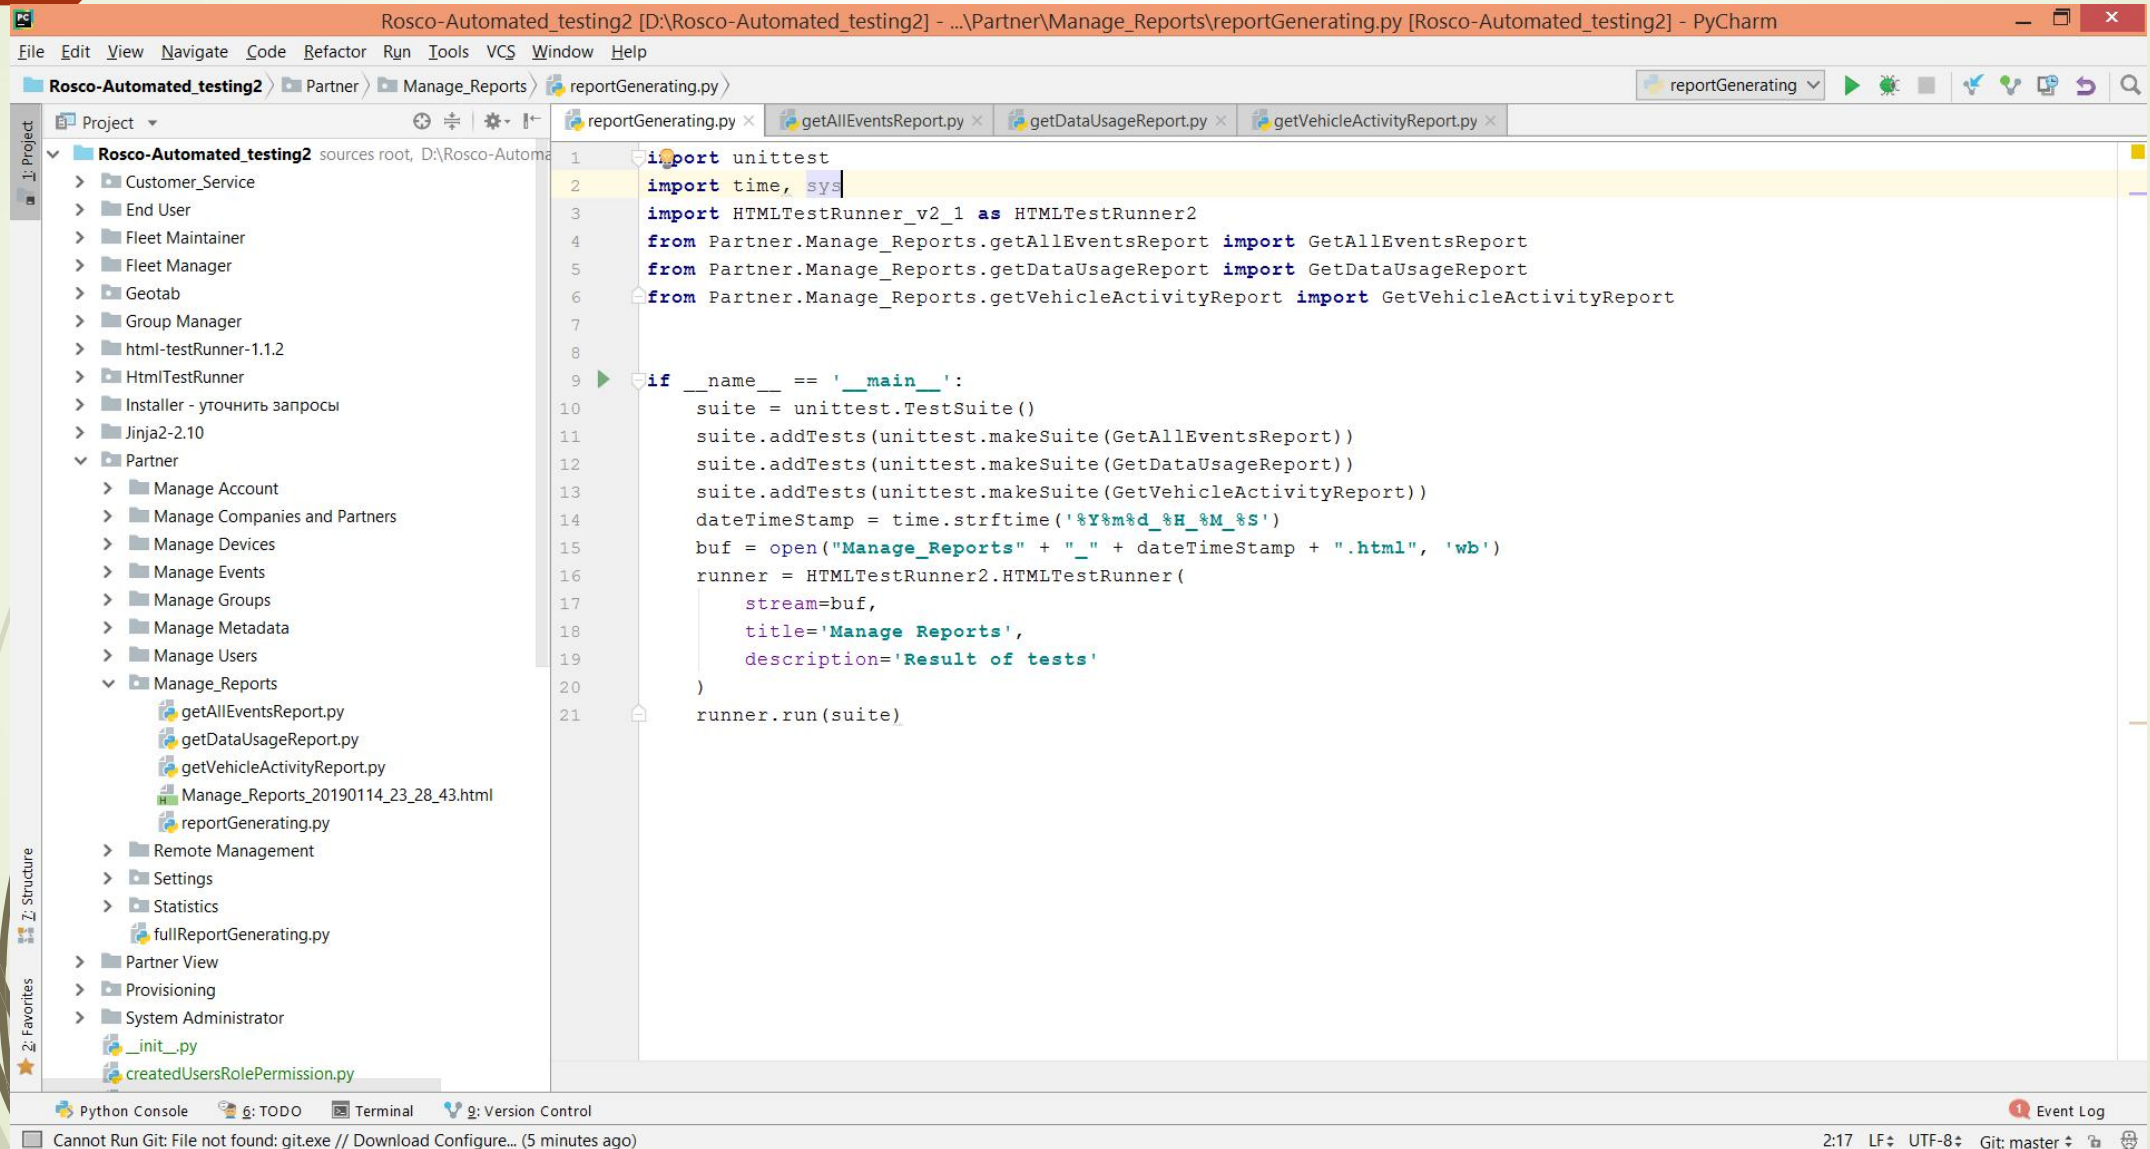 Rosco-Automated_testing2 [D:\Rosco-Automated_testing2] - ...\Partner\Manage_Reports\reportGenerating.py [Rosco-Automated_testing2] - PyCharm
File Edit View Navigate Code Refactor Run Tools VCS Window Help
Rosco-Automated_testing2 Partner Manage_Reports reportGenerating.py reportGenerating
Project reportGenerating.py getAllEventsReport.py getDataUsageReport.py getVehicleActivityReport.py
1: Project
7: Structure
2: Favorites
Rosco-Automated_testing2 sources root, D:\Rosco-Automa
Customer_Service
End User
Fleet Maintainer
Fleet Manager
Geotab
Group Manager
html-testRunner-1.1.2
HtmlTestRunner
Installer - уточнить запросы
Jinja2-2.10
Partner
Manage Account
Manage Companies and Partners
Manage Devices
Manage Events
Manage Groups
Manage Metadata
Manage Users
Manage_Reports
getAllEventsReport.py
getDataUsageReport.py
getVehicleActivityReport.py
Manage_Reports_20190114_23_28_43.html
reportGenerating.py
Remote Management
Settings
Statistics
fullReportGenerating.py
Partner View
Provisioning
System Administrator
__init__.py
createdUsersRolePermission.py
1 import unittest
2 import time, sys
3 import HTMLTestRunner_v2_1 as HTMLTestRunner2
4 from Partner.Manage_Reports.getAllEventsReport import GetAllEventsReport
5 from Partner.Manage_Reports.getDataUsageReport import GetDataUsageReport
6 from Partner.Manage_Reports.getVehicleActivityReport import GetVehicleActivityReport
7
8
9 if __name__ == '__main__':
10 suite = unittest.TestSuite()
11 suite.addTests(unittest.makeSuite(GetAllEventsReport))
12 suite.addTests(unittest.makeSuite(GetDataUsageReport))
13 suite.addTests(unittest.makeSuite(GetVehicleActivityReport))
14 dateTimeStamp = time.strftime('%Y%m%d_%H_%M_%S')
15 buf = open("Manage_Reports" + "_" + dateTimeStamp + ".html", 'wb')
16 runner = HTMLTestRunner2.HTMLTestRunner(
17 stream=buf,
18 title='Manage Reports',
19 description='Result of tests'
20 )
21 runner.run(suite)
Python Console 6: TODO Terminal 9: Version Control 1 Event Log
Cannot Run Git: File not found: git.exe // Download Configure... (5 minutes ago) 2:17 LF UTF-8 Git: master